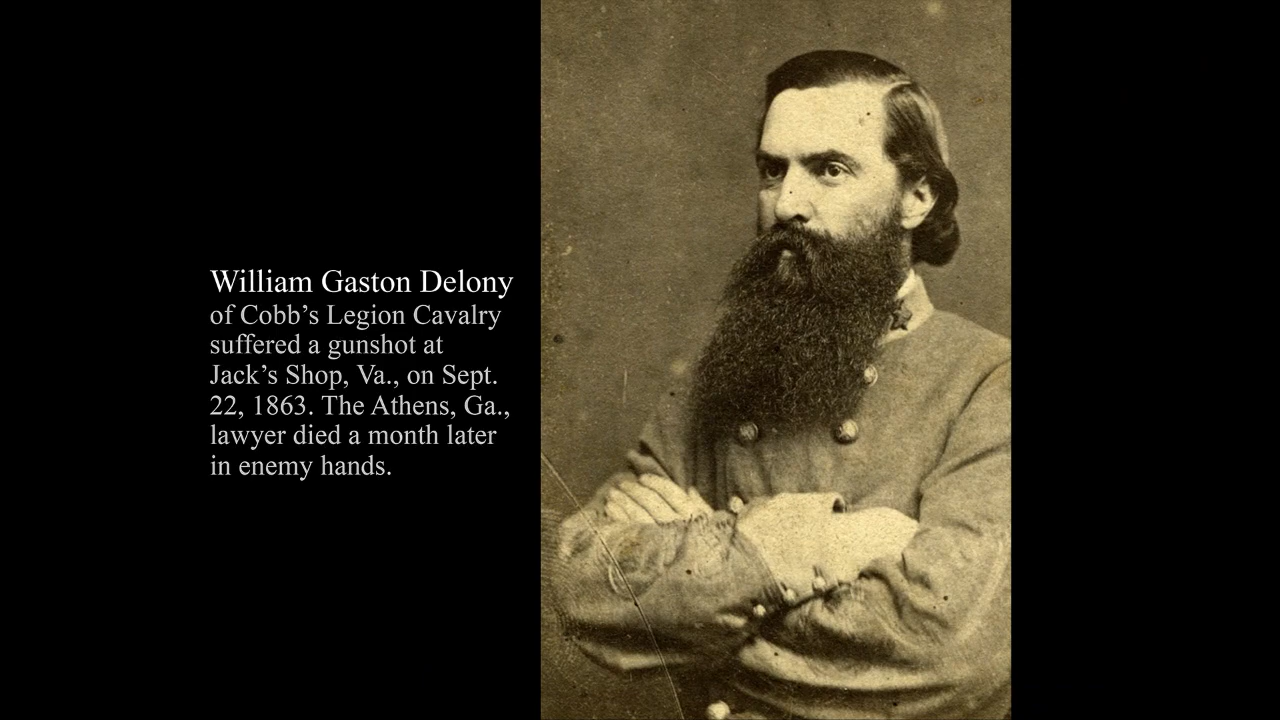 William Gaston Delony
of Cobb’s Legion Cavalry
suffered a gunshot at
Jack’s Shop, Va., on Sept.
22, 1863. The Athens, Ga.,
lawyer died a month later
in enemy hands.